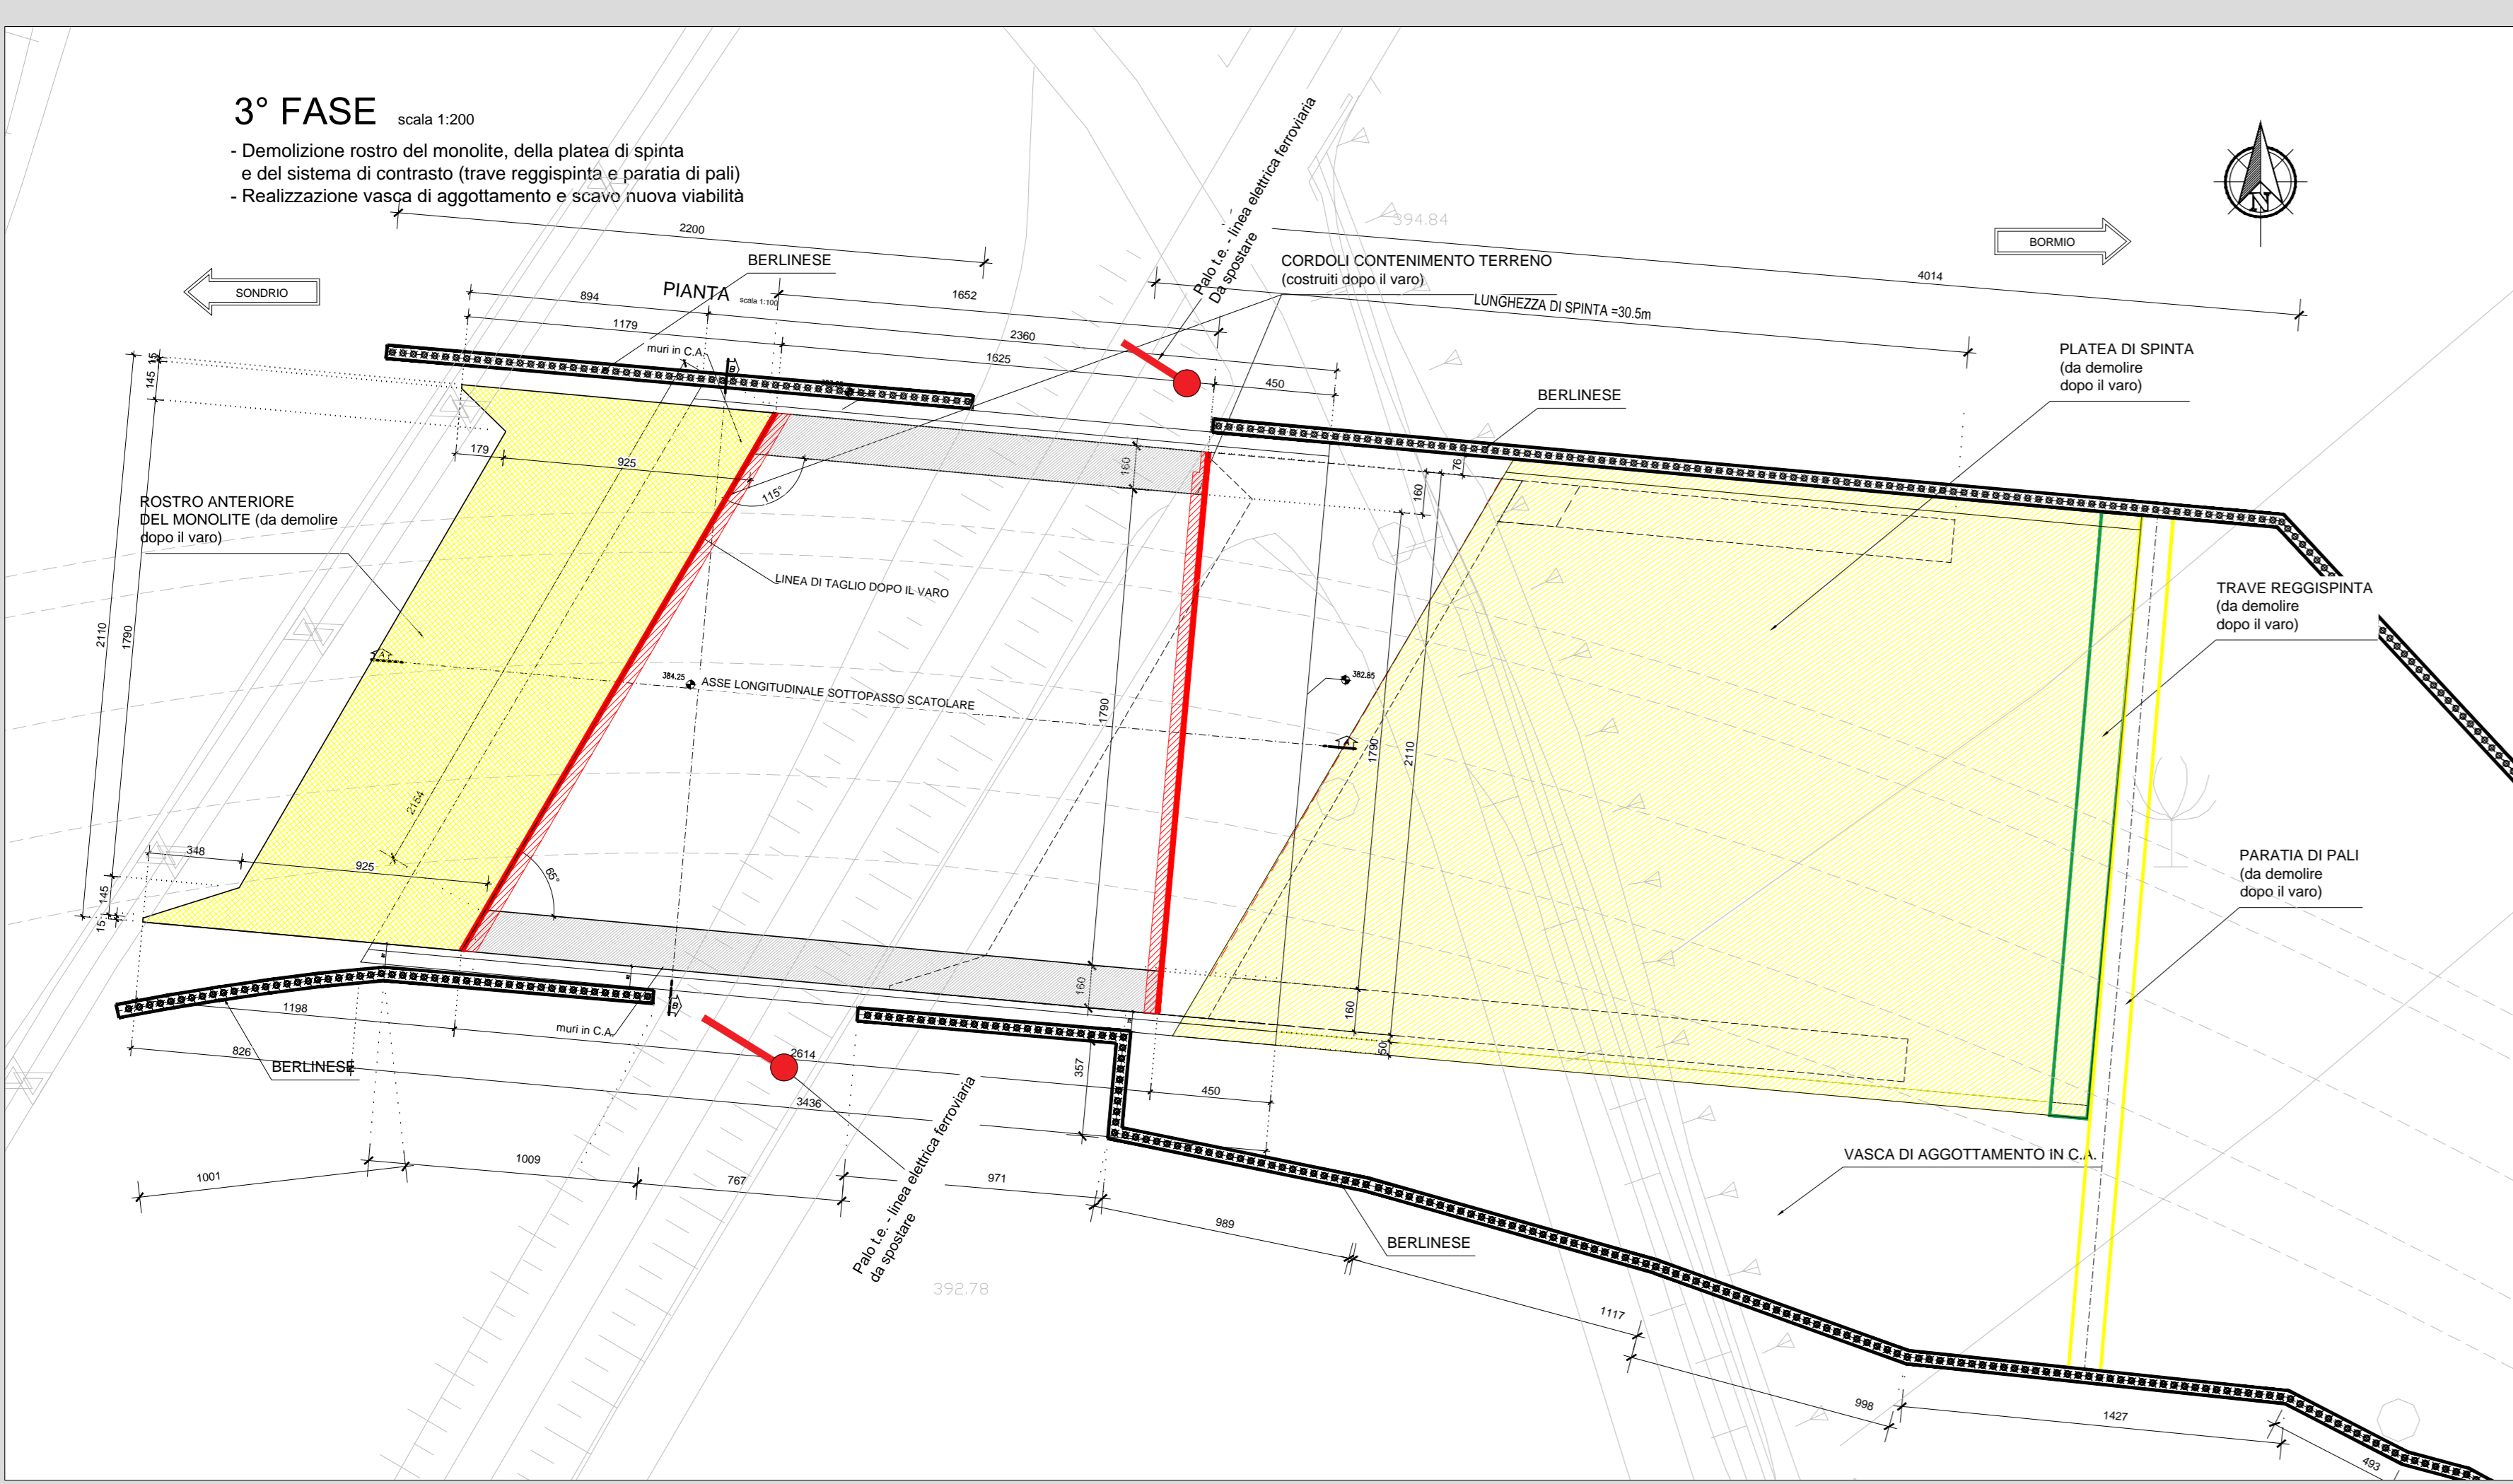 3° FASE scala 1:200
- Demolizione rostro del monolite, della platea di spinta
e del sistema di contrasto (trave reggispinta e paratia di pali)
- Realizzazione vasca di aggottamento e scavo nuova viabilità
2200
BERLINESE
SONDRIO
894
PIANTA scala 1:100
1652
1179
2360
muri in C.A.
1625
450
B
Palo t.e. - linea elettrica ferroviaria
Da spostare
394.84
CORDOLI CONTENIMENTO TERRENO
(costruiti dopo il varo)
LUNGHEZZA DI SPINTA =30.5m
4014
BORMIO
N
PLATEA DI SPINTA
(da demolire
dopo il varo)
BERLINESE
15
145
179
925
115°
160
76
160
ROSTRO ANTERIORE
DEL MONOLITE (da demolire
dopo il varo)
LINEA DI TAGLIO DOPO IL VARO
TRAVE REGGISPINTA
(da demolire
dopo il varo)
2110
1790
A
384.25
ASSE LONGITUDINALE SOTTOPASSO SCATOLARE
382.85
A
1790
1790
2110
2154
348
925
65°
145
15
PARATIA DI PALI
(da demolire
dopo il varo)
160
160
50
1198
muri in C.A.
B
826
BERLINESE
2614
357
450
3436
1001
1009
767
971
Palo t.e. - linea elettrica ferroviaria
da spostare
VASCA DI AGGOTTAMENTO IN C.A.
989
BERLINESE
392.78
1117
998
1427
493